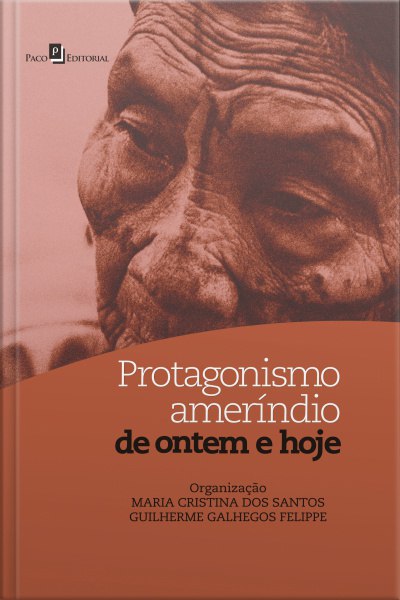 PACO P EDITORIAL
Protagonismo
ameríndio
de ontem e hoje
Organização
MARIA CRISTINA DOS SANTOS
GUILHERME GALHEGOS FELIPPE